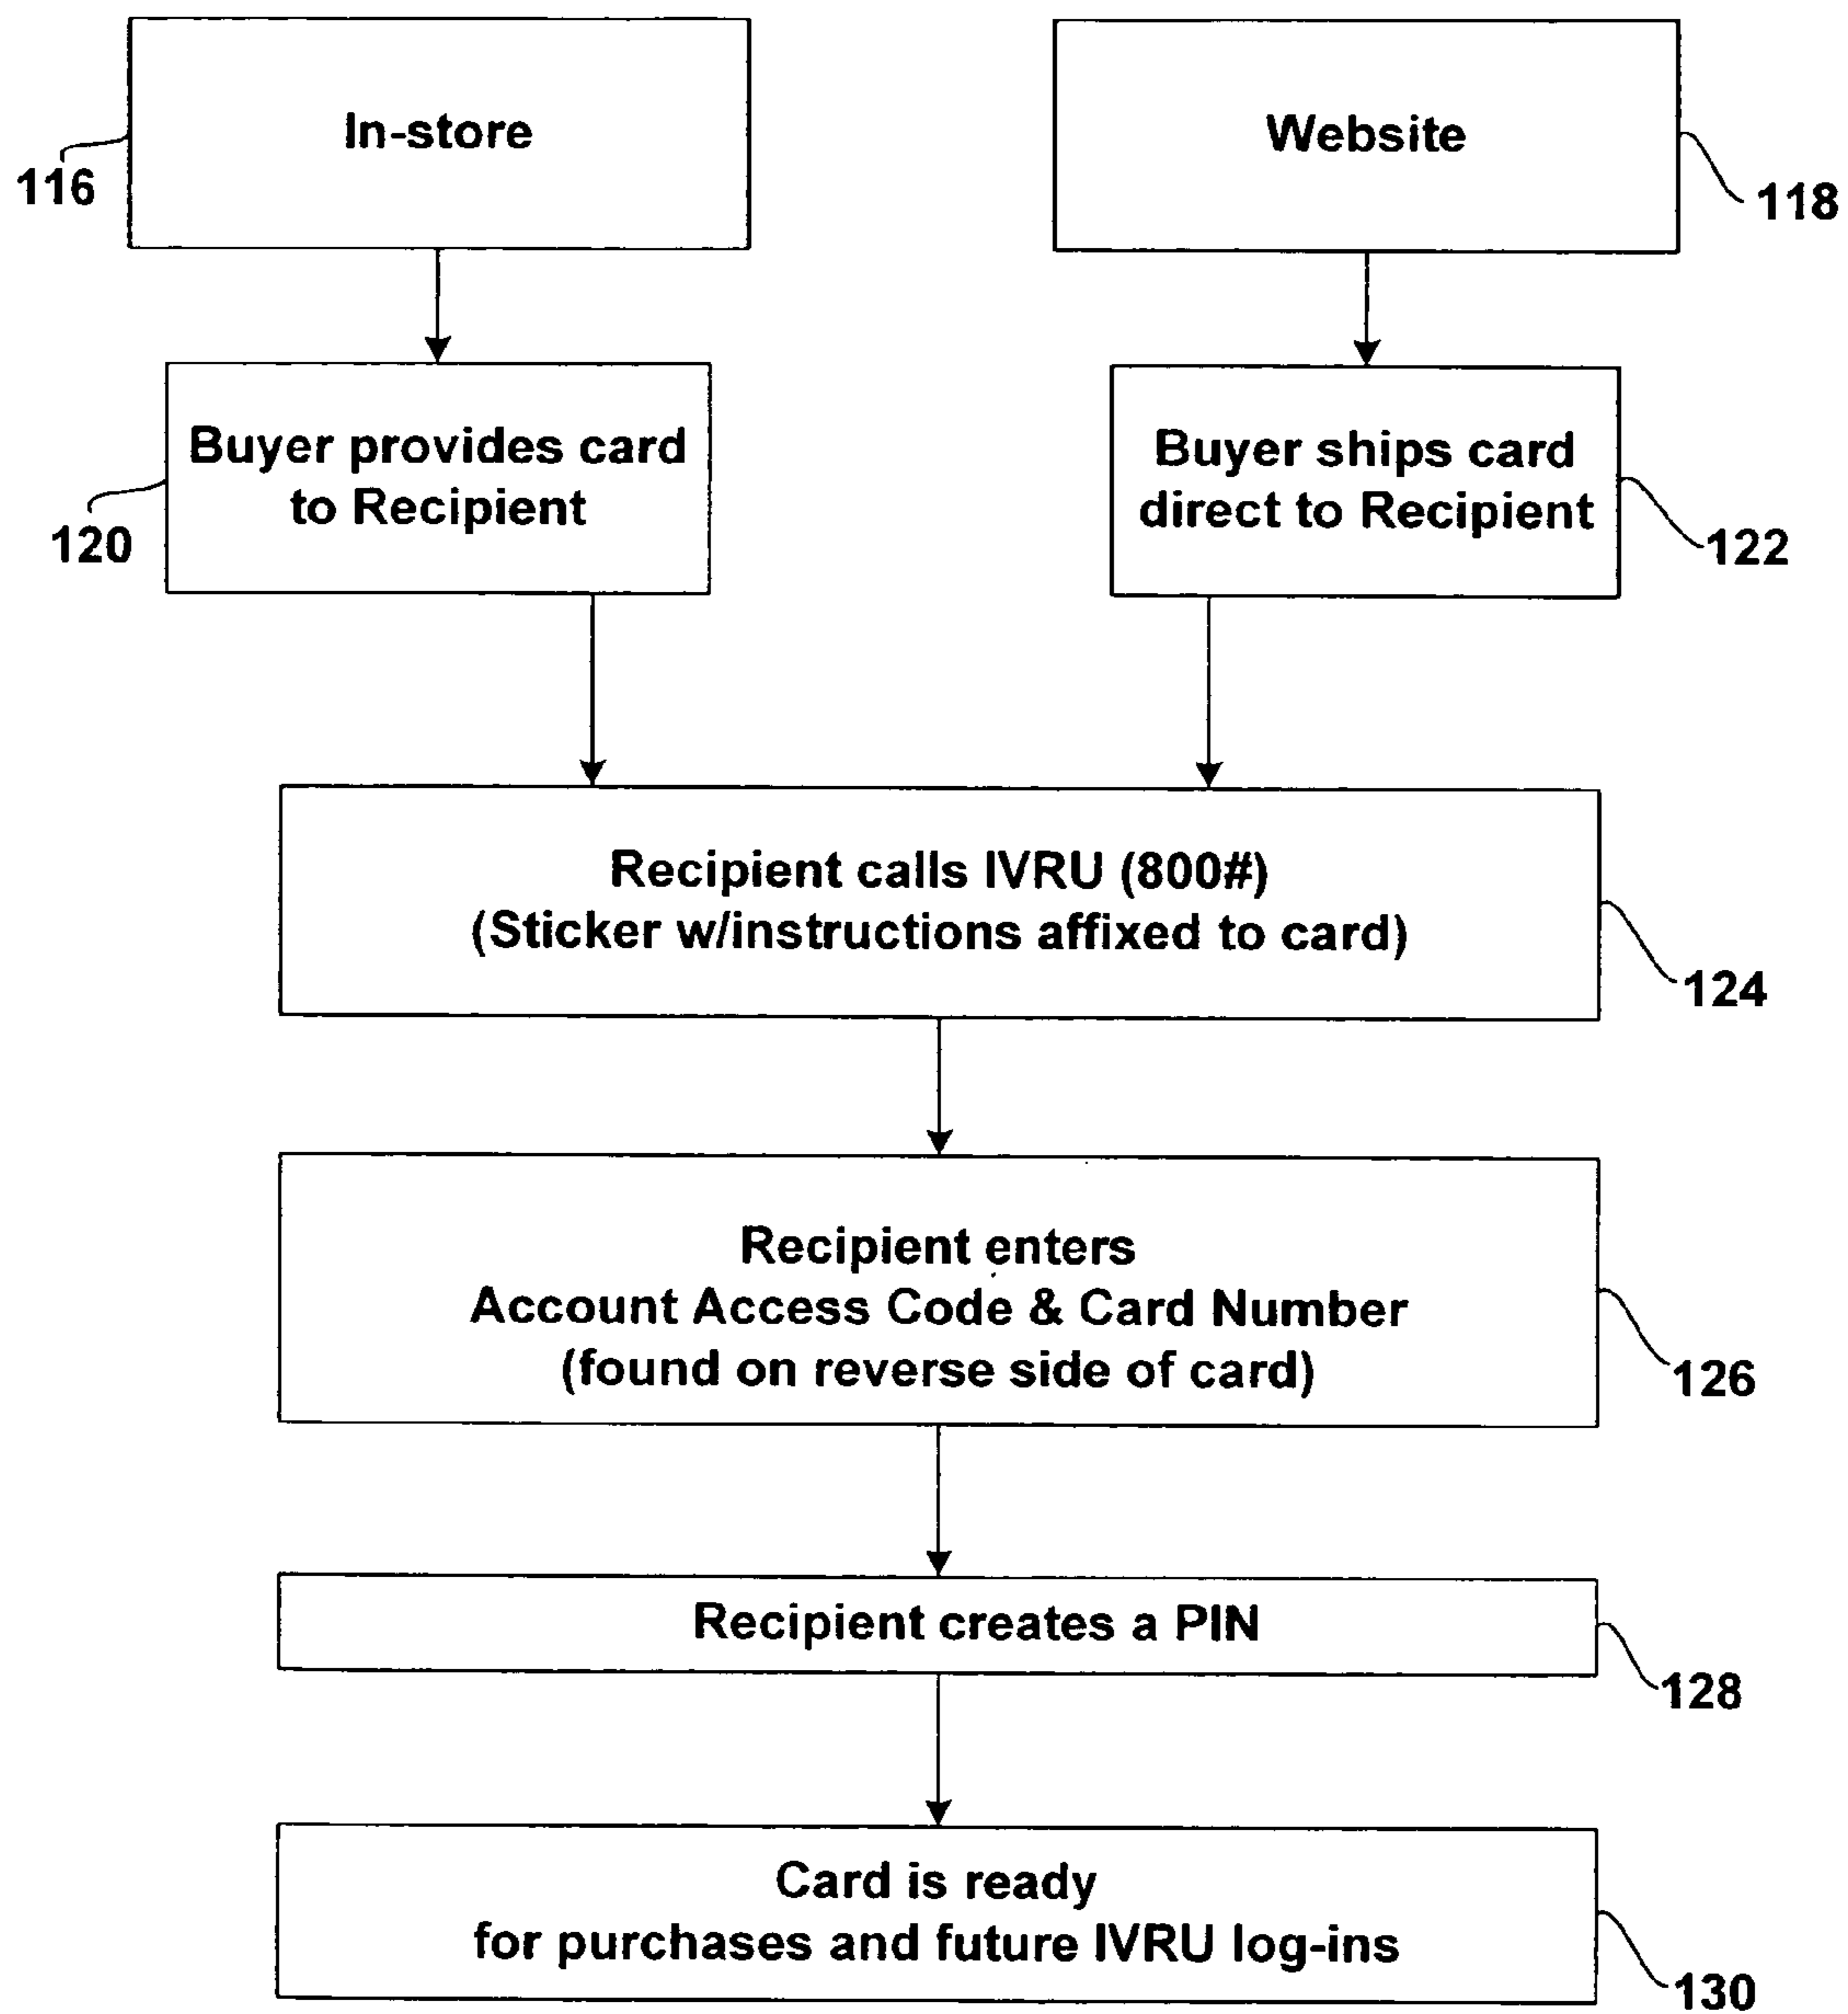 In-store
116
Website
118
Buyer provides card
to Recipient
120
Buyer ships card
direct to Recipient
122
Recipient calls IVRU (800#)
(Sticker w/instructions affixed to card)
124
Recipient enters
Account Access Code & Card Number
(found on reverse side of card)
126
Recipient creates a PIN
128
Card is ready
for purchases and future IVRU log-ins
130